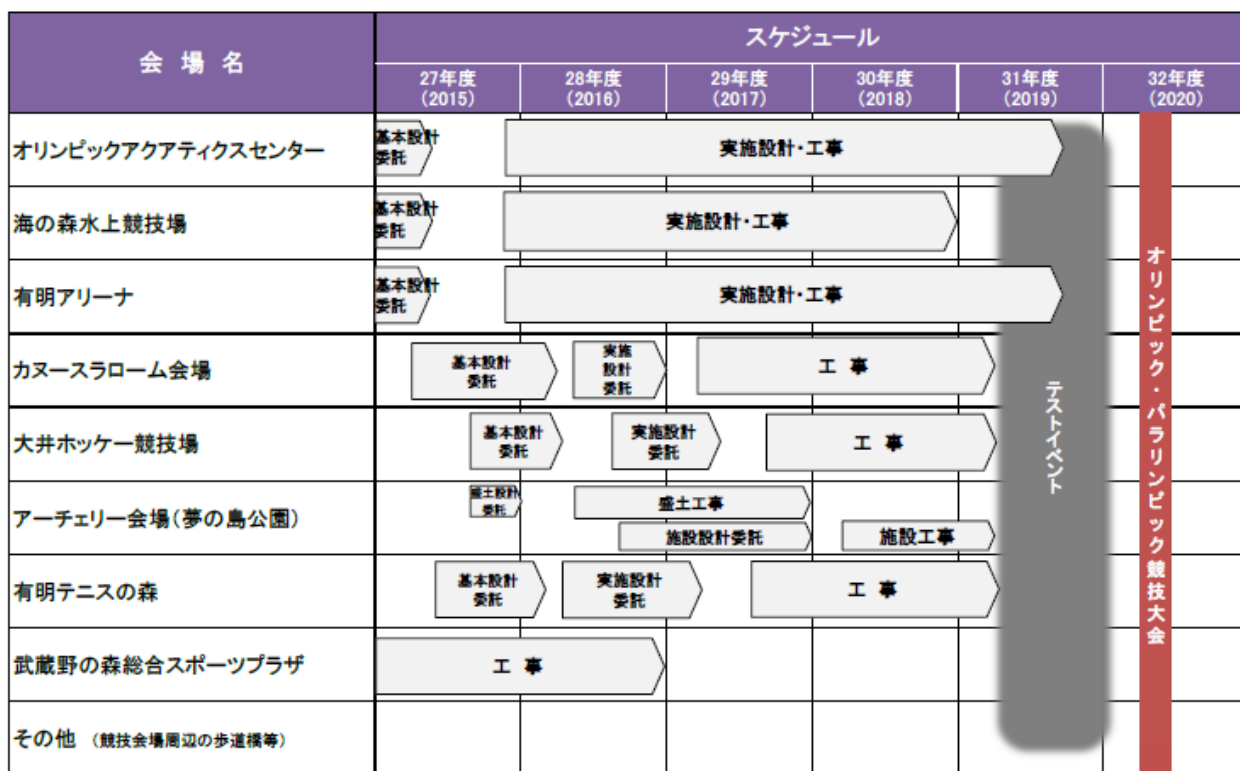 会 場 名
スケジュール
27年度
(2015)
28年度
(2016)
29年度
(2017)
30年度
(2018)
31年度
(2019)
32年度
(2020)
オリンピックアクアティクスセンター
基本設計
委託
実施設計・工事
海の森水上競技場
基本設計
委託
実施設計・工事
有明アリーナ
基本設計
委託
実施設計・工事
カヌースラローム会場
基本設計
委託
実施
設計
委託
工 事
大井ホッケー競技場
基本設計
委託
実施設計
委託
工 事
アーチェリー会場(夢の島公園)
盛土設計
委託
盛土工事
施設設計委託
施設工事
有明テニスの森
基本設計
委託
実施設計
委託
工 事
武蔵野の森総合スポーツプラザ
工 事
その他 (競技会場周辺の歩道橋等)
テストイベント
オリンピック・パラリンピック競技大会